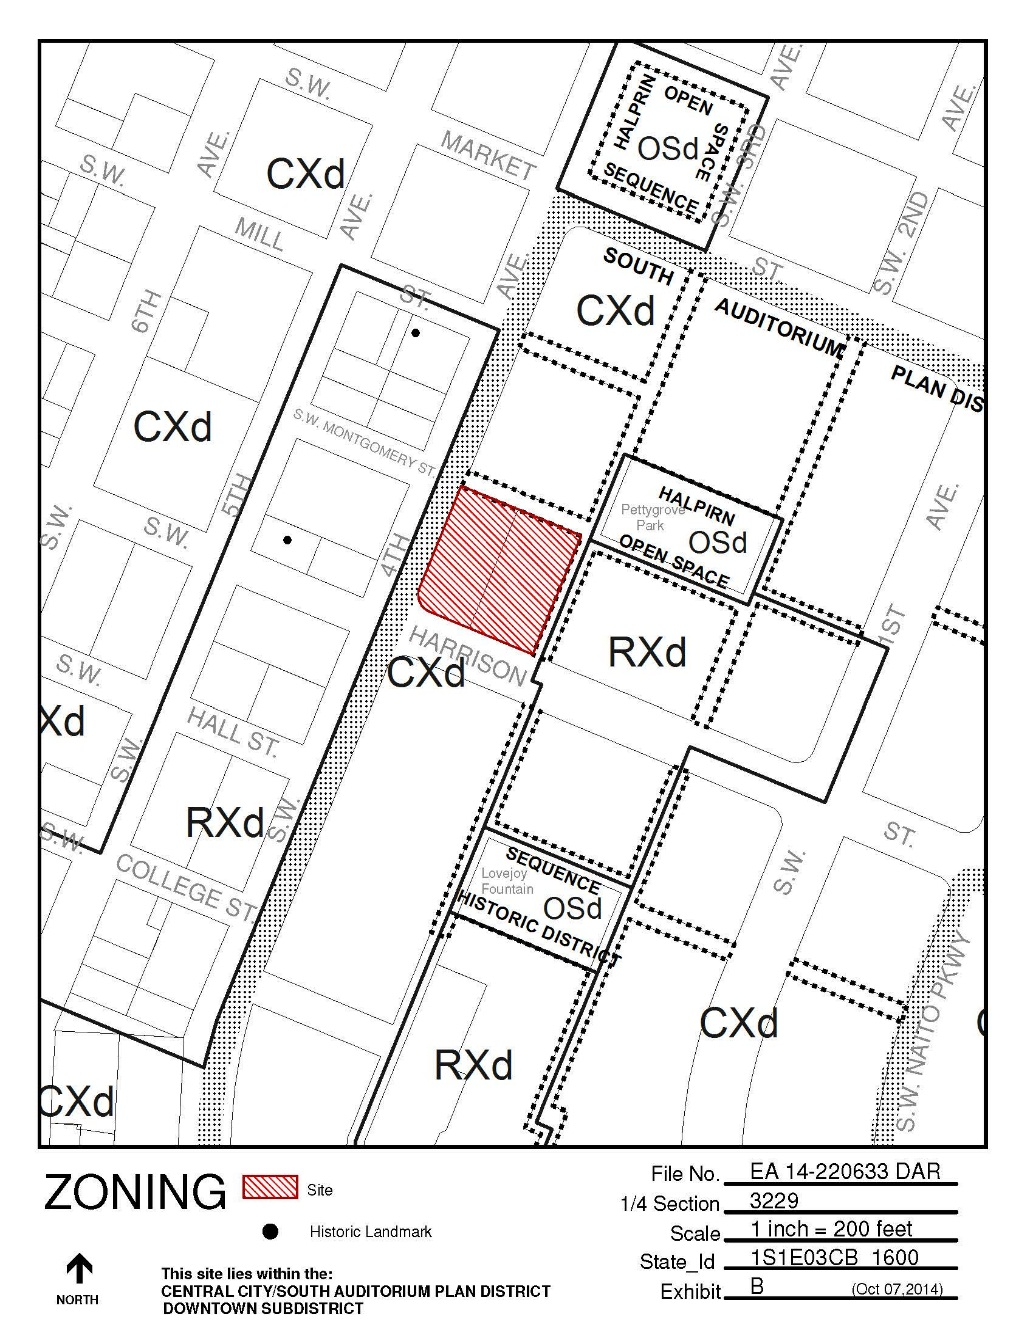 S.W.
AVE.
AVE.
HALPRIN
OPEN
SPACE
SEQUENCE
OSd
S.W. 3RD
AVE.
S.W.
CXd
MARKET
S.W. 2ND
MILL
AVE.
AVE.
ST.
ST.
SOUTH
CXd
AUDITORIUM
PLAN DIS
6TH
CXd
S.W. MONTGOMERY ST.
5TH
S.W.
S.W.
4TH
HALPIRN
Pettygrove
Park
OSd
OPEN SPACE
AVE.
1ST
HARRISON
CXd
RXd
S.W.
Xd
HALL ST.
S.W.
RXd
S.W.
S.W.
COLLEGE ST.
ST.
S.W.
SEQUENCE
Lovejoy
Fountain
OSd
HISTORIC DISTRICT
S.W. NAITO PKWY
CXd
RXd
CXd
ZONING
Site
Historic Landmark
NORTH
This site lies within the:
CENTRAL CITY/SOUTH AUDITORIUM PLAN DISTRICT
DOWNTOWN SUBDISTRICT
File No. EA 14-220633 DAR
1/4 Section 3229
Scale 1 inch = 200 feet
State_Id 1S1E03CB 1600
Exhibit B (Oct 07,2014)